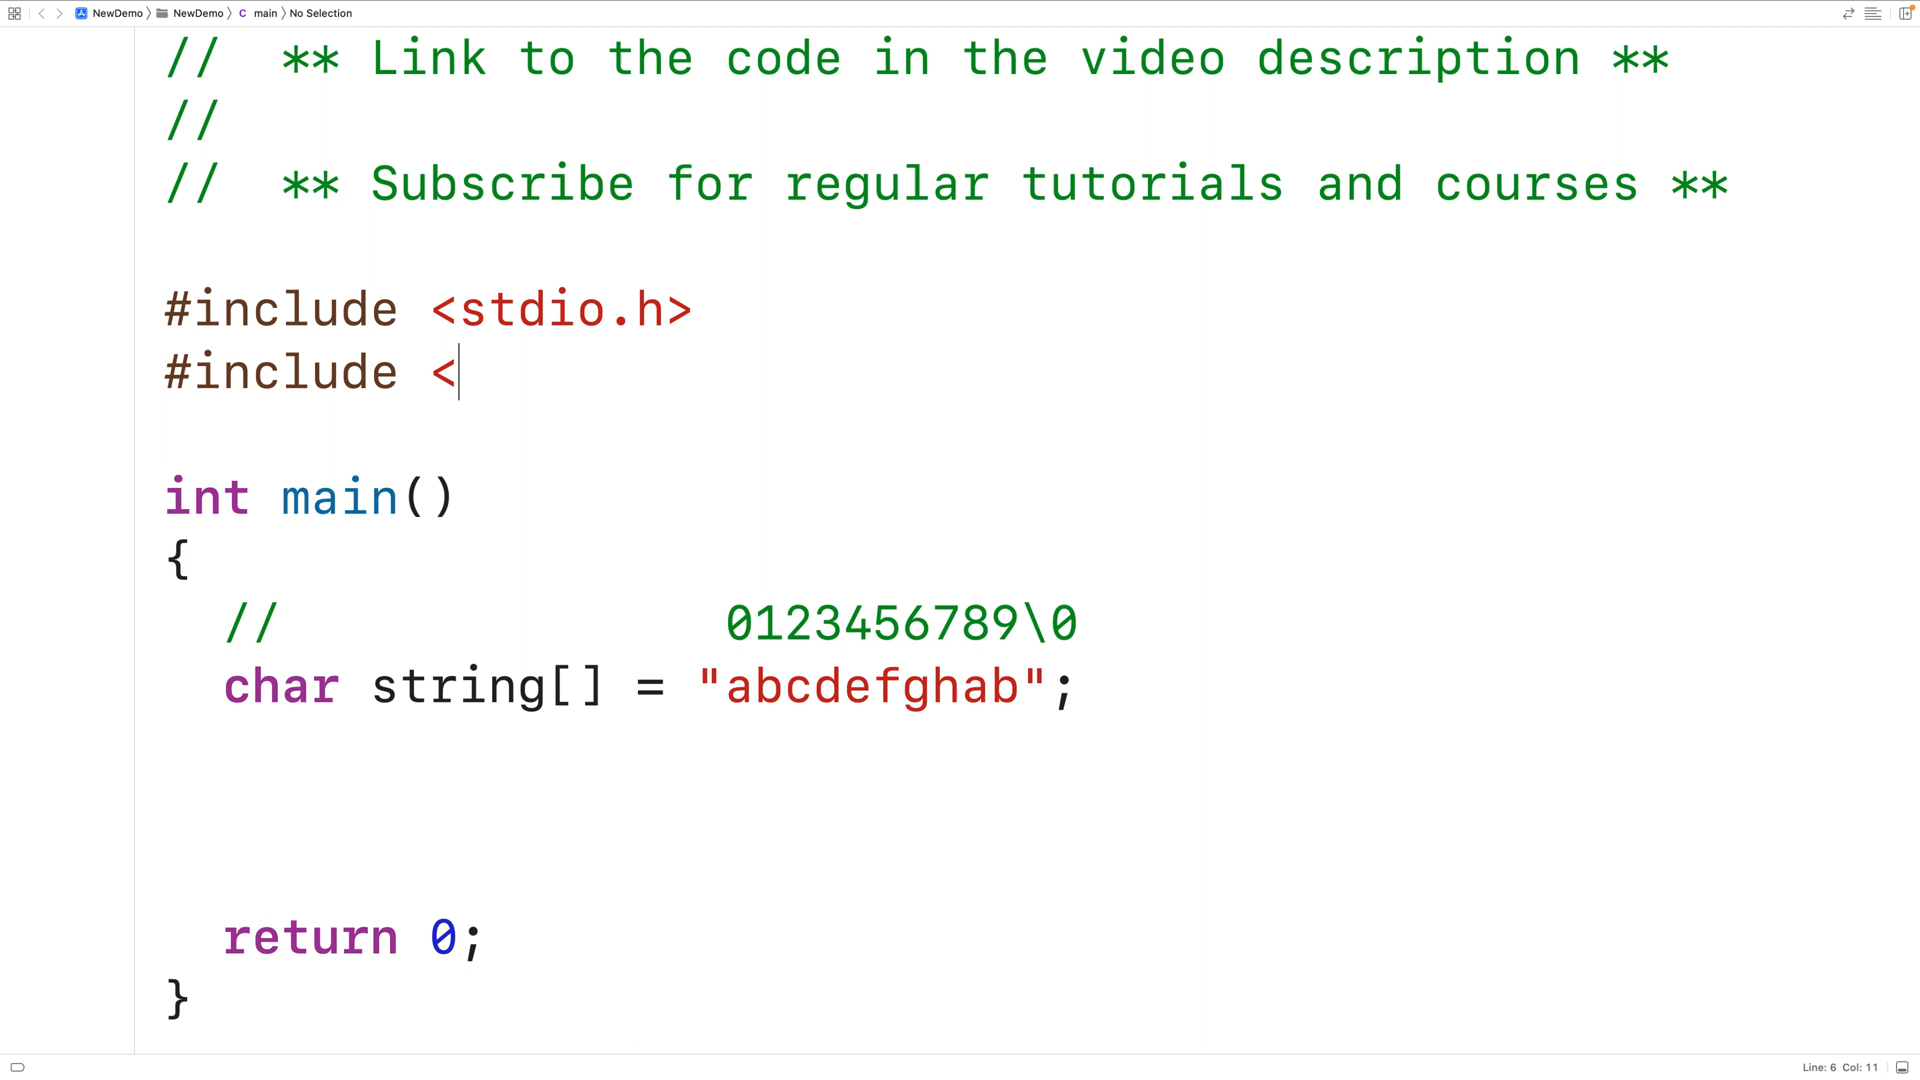 NewDemo NewDemo C main No Selection
// ** Link to the code in the video description **
//
// ** Subscribe for regular tutorials and courses **
#include <stdio.h>
#include <
int main()
{
// 0123456789\0
char string[] = "abcdefghab";
return 0;
}
Line: 6 Col: 11